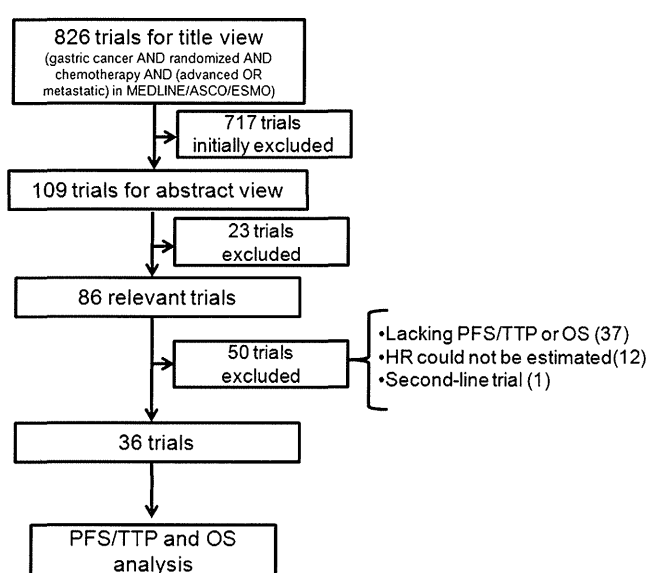 826 trials for title view
(gastric cancer AND randomized AND
chemotherapy AND (advanced OR
metastatic) in MEDLINE/ASCO/ESMO)
717 trials
initially excluded
109 trials for abstract view
23 trials
excluded
86 relevant trials
50 trials
excluded
•Lacking PFS/TTP or OS (37)
•HR could not be estimated(12)
•Second-line trial (1)
36 trials
PFS/TTP and OS
analysis